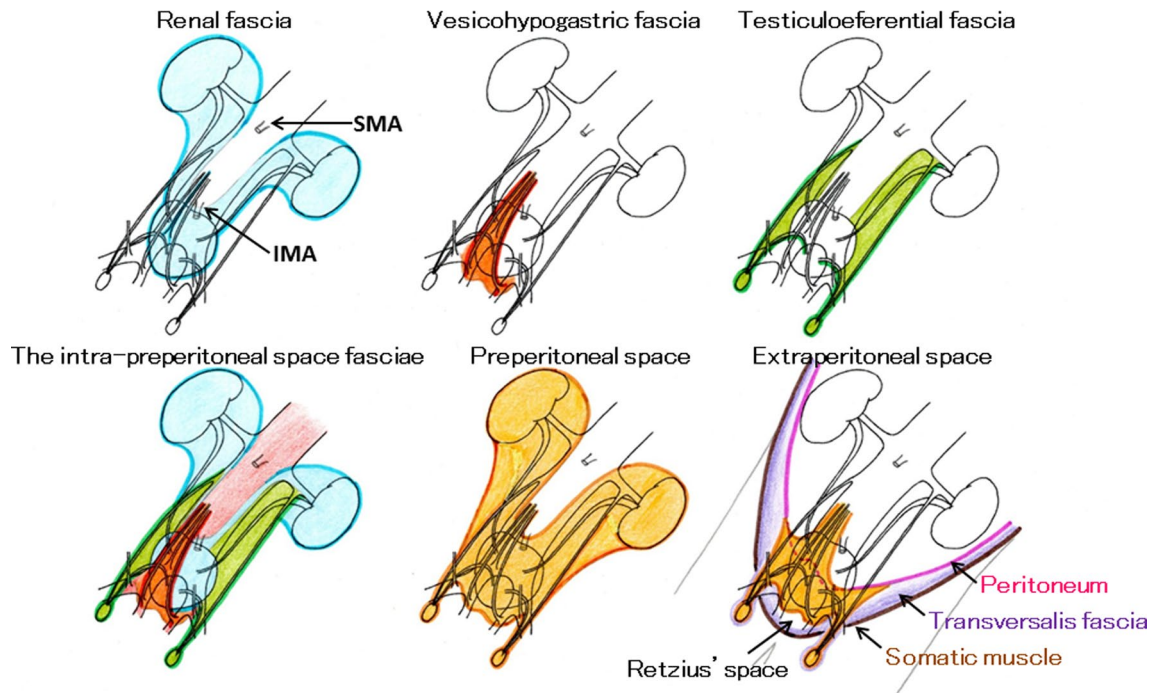 Renal fascia
Vesicohypogastric fascia
Testiculoeferential fascia
SMA
IMA
The intra-preperitoneal space fasciae
Preperitoneal space
Extraperitoneal space
Peritoneum
Transversalis fascia
Retzius' space
Somatic muscle